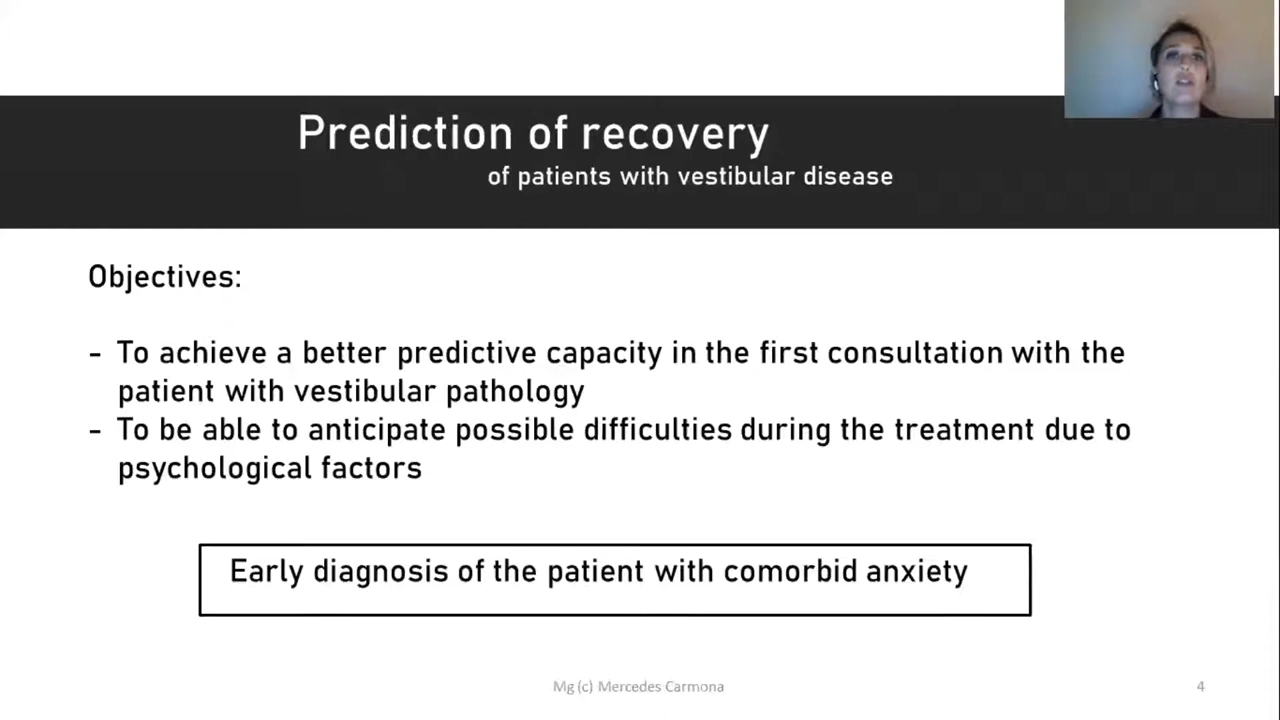 Prediction of recovery
of patients with vestibular disease
Objectives:
- To achieve a better predictive capacity in the first consultation with the
patient with vestibular pathology
- To be able to anticipate possible difficulties during the treatment due to
psychological factors
Early diagnosis of the patient with comorbid anxiety
Mg (c) Mercedes Carmona
4